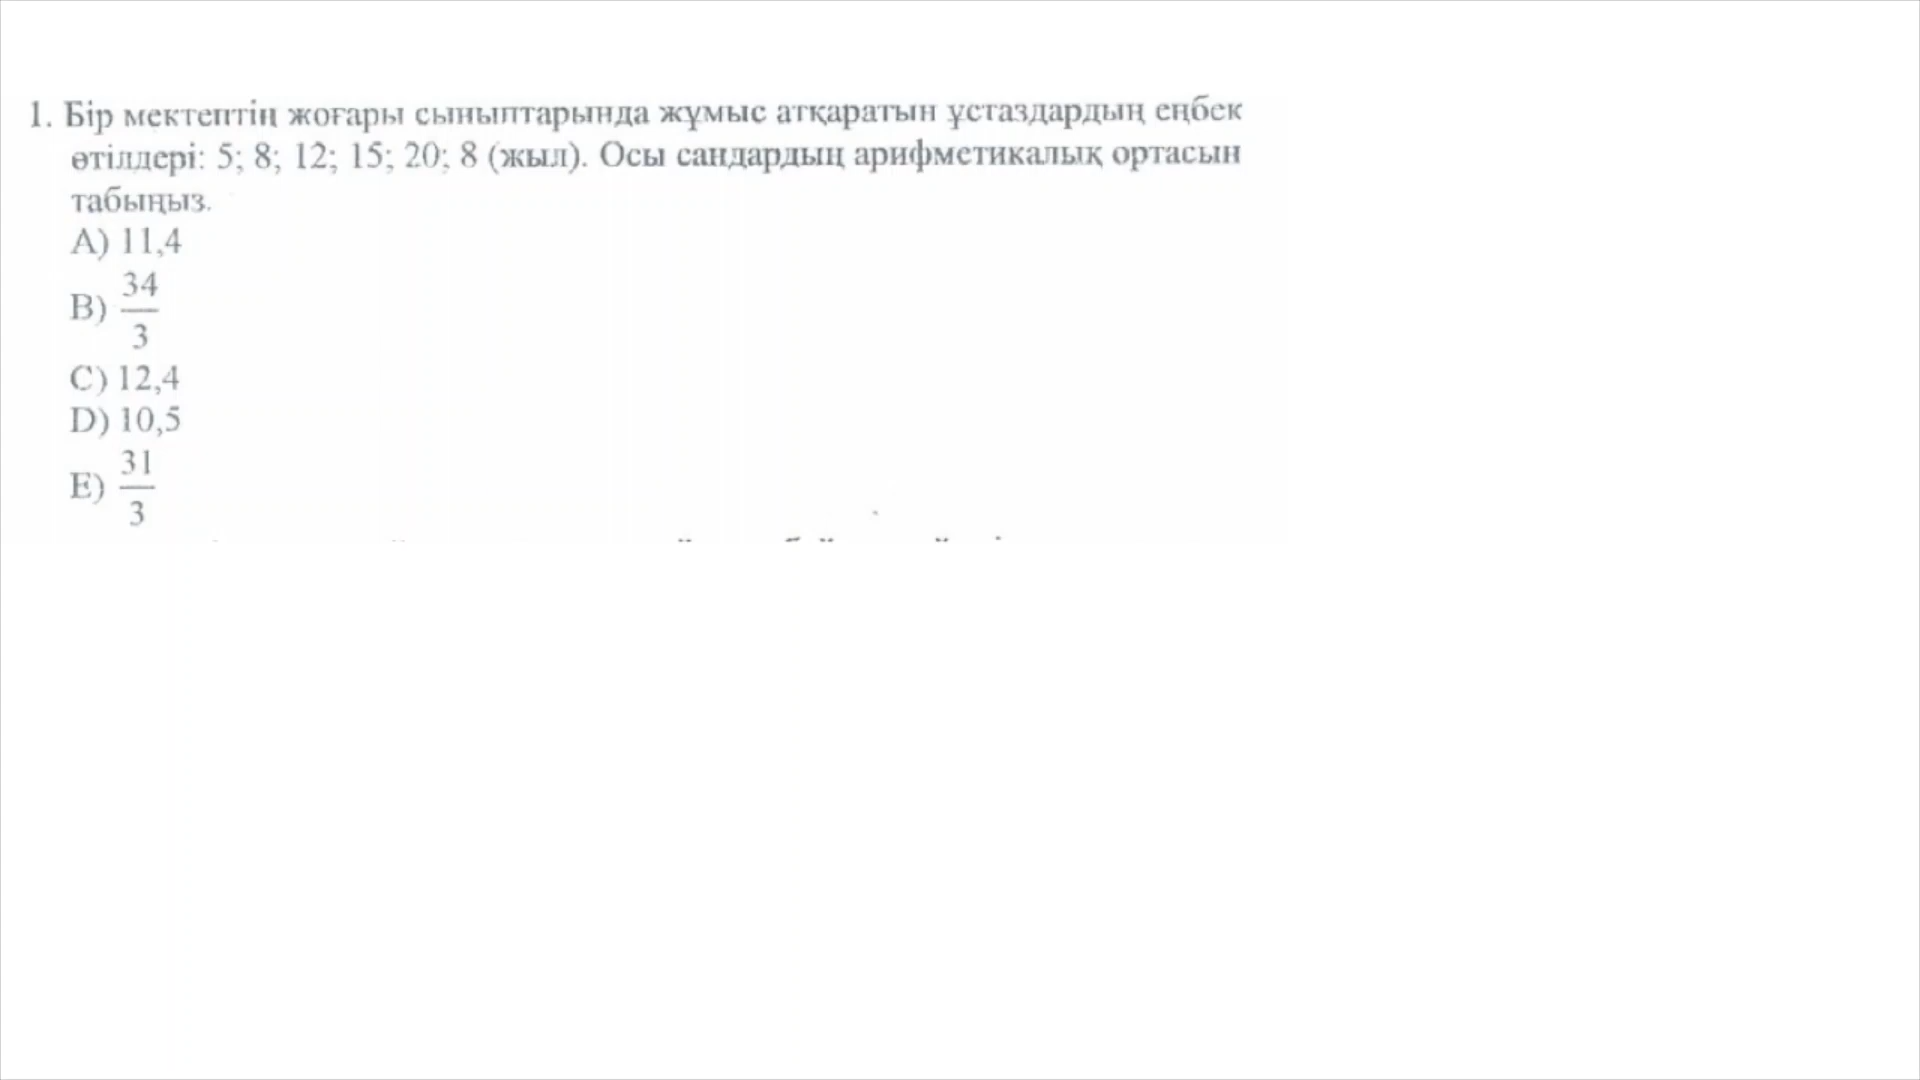 1. Бір мектептің жоғары сыныптарында жұмыс атқаратын ұстаздардың еңбек
өтілдері: 5; 8; 12; 15; 20; 8 (жыл). Осы сандардың арифметикалық ортасын
табыңыз.
A) 11,4
B) 34/3
C) 12,4
D) 10,5
E) 31/3